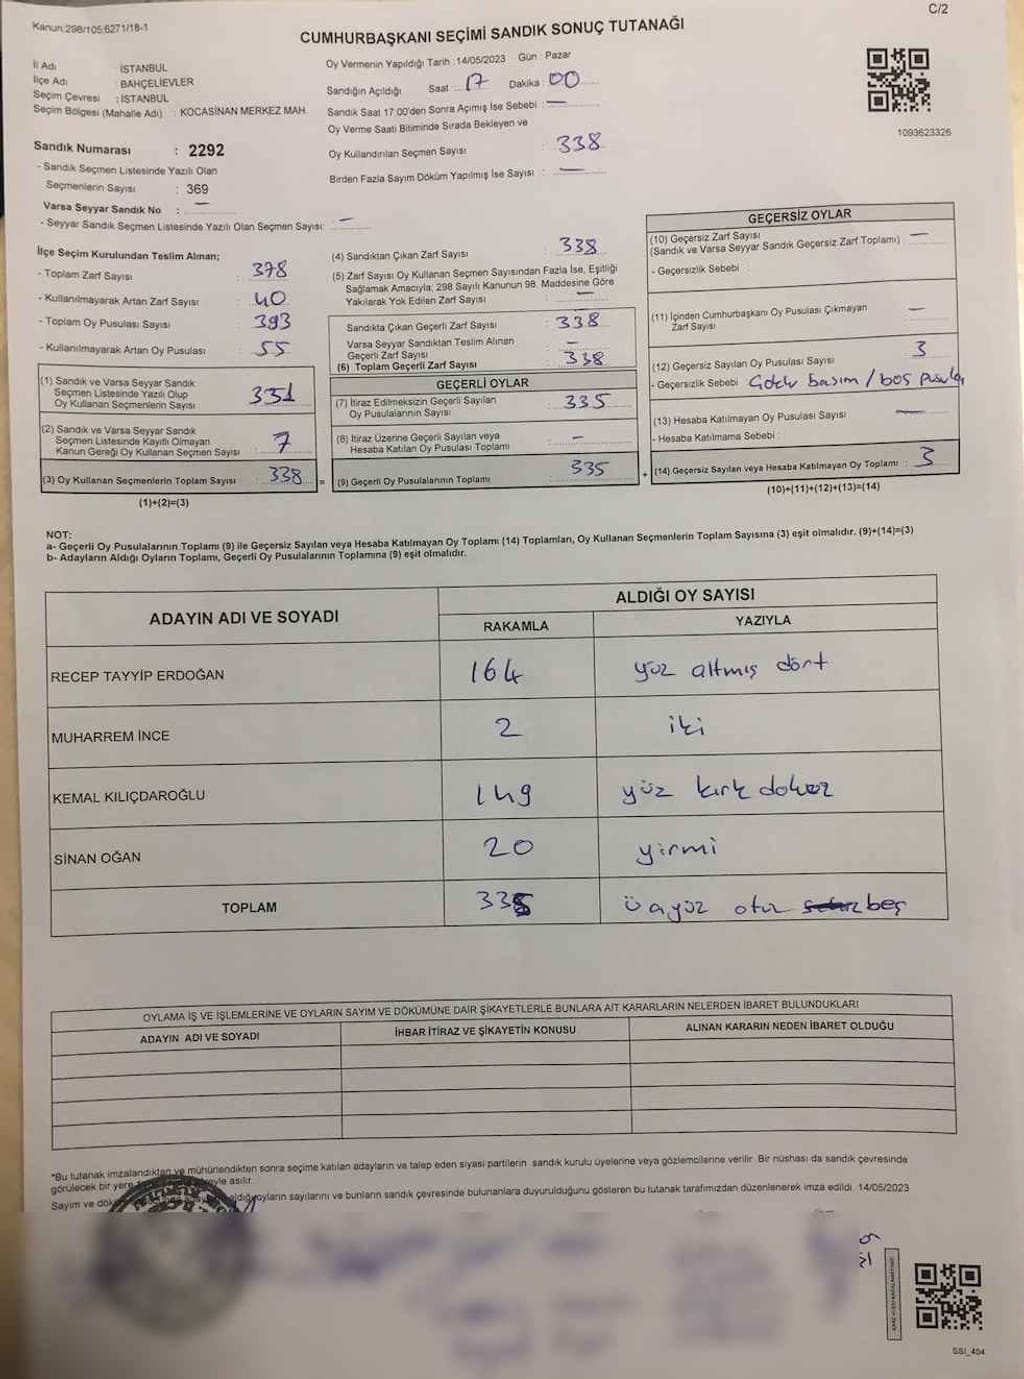 Kanun;298/105;6271/18-1
C/2
CUMHURBAŞKANI SEÇİMİ SANDIK SONUÇ TUTANAĞI
İl Adı : İSTANBUL
İlçe Adı : BAHÇELİEVLER
Seçim Çevresi : İSTANBUL
Seçim Bölgesi (Mahalle Adı) : KOCASİNAN MERKEZ MAH.
Oy Vermenin Yapıldığı Tarih :14/05/2023 Gün : Pazar
Sandığın Açıldığı Saat : 17 Dakika : 00
Sandık Saat 17:00'den Sonra Açımış İse Sebebi : —
Oy Verme Saati Bitiminde Sırada Bekleyen ve
Oy Kullandırılan Seçmen Sayısı : 338
Birden Fazla Sayım Döküm Yapılmış İse Sayısı : —
1093623326
Sandık Numarası : 2292
- Sandık Seçmen Listesinde Yazılı Olan
Seçmenlerin Sayısı : 369
Varsa Seyyar Sandık No : —
- Seyyar Sandık Seçmen Listesinde Yazılı Olan Seçmen Sayısı: —
İlçe Seçim Kurulundan Teslim Alınan;
- Toplam Zarf Sayısı : 378
- Kullanılmayarak Artan Zarf Sayısı : 40
- Toplam Oy Pusulası Sayısı : 393
- Kullanılmayarak Artan Oy Pusulası : 55
(1) Sandık ve Varsa Seyyar Sandık
Seçmen Listesinde Yazılı Olup
Oy Kullanan Seçmenlerin Sayısı : 331
(2) Sandık ve Varsa Seyyar Sandık
Seçmen Listesinde Kayıtlı Olmayan
Kanun Gereği Oy Kullanan Seçmen Sayısı : 7
(3) Oy Kullanan Seçmenlerin Toplam Sayısı : 338
(1)+(2)=(3)
(4) Sandıktan Çıkan Zarf Sayısı : 338
(5) Zarf Sayısı Oy Kullanan Seçmen Sayısından Fazla İse, Eşitliği
Sağlamak Amacıyla; 298 Sayılı Kanunun 98. Maddesine Göre
Yakılarak Yok Edilen Zarf Sayısı : —
Sandıkta Çıkan Geçerli Zarf Sayısı : 338
Varsa Seyyar Sandıktan Teslim Alınan
Geçerli Zarf Sayısı : —
(6) Toplam Geçerli Zarf Sayısı : 338
GEÇERLİ OYLAR
(7) İtiraz Edilmeksizin Geçerli Sayılan
Oy Pusulalarının Sayısı : 335
(8) İtiraz Üzerine Geçerli Sayılan veya
Hesaba Katılan Oy Pusulası Toplamı : —
= (9) Geçerli Oy Pusulalarının Toplamı : 335
GEÇERSİZ OYLAR
(10) Geçersiz Zarf Sayısı : —
(Sandık ve Varsa Seyyar Sandık Geçersiz Zarf Toplamı)
- Geçersizlik Sebebi :
(11) İçinden Cumhurbaşkanı Oy Pusulası Çıkmayan
Zarf Sayısı : —
(12) Geçersiz Sayılan Oy Pusulası Sayısı : 3
- Geçersizlik Sebebi : Çoklu basım / boş pusula
(13) Hesaba Katılmayan Oy Pusulası Sayısı : —
- Hesaba Katılmama Sebebi :
+ (14) Geçersiz Sayılan veya Hesaba Katılmayan Oy Toplamı : 3
(10)+(11)+(12)+(13)=(14)
NOT:
a- Geçerli Oy Pusulalarının Toplamı (9) ile Geçersiz Sayılan veya Hesaba Katılmayan Oy Toplamı (14) Toplamları, Oy Kullanan Seçmenlerin Toplam Sayısına (3) eşit olmalıdır. (9)+(14)=(3)
b- Adayların Aldığı Oyların Toplamı, Geçerli Oy Pusulalarının Toplamına (9) eşit olmalıdır.
ADAYIN ADI VE SOYADI ALDIĞI OY SAYISI
RAKAMLA YAZIYLA
RECEP TAYYİP ERDOĞAN 164 yüz altmış dört
MUHARREM İNCE 2 iki
KEMAL KILIÇDAROĞLU 149 yüz kırk dokuz
SİNAN OĞAN 20 yirmi
TOPLAM 335 üçyüz otuz beş
OYLAMA İŞ VE İŞLEMLERİNE VE OYLARIN SAYIM VE DÖKÜMÜNE DAİR ŞİKAYETLERLE BUNLARA AİT KARARLARIN NELERDEN İBARET BULUNDUKLARI
ADAYIN ADI VE SOYADI İHBAR İTİRAZ VE ŞİKAYETİN KONUSU ALINAN KARARIN NEDEN İBARET OLDUĞU
*Bu tutanak imzalandıktan ve mühürlendikten sonra seçime katılan adayların ve talep eden siyasi partilerin sandık kurulu üyelerine veya gözlemcilerine verilir. Bir nüshası da sandık çevresinde
görülecek bir yere asılır.
Sayım ve aldığı oyların sayılarını ve bunların sandık çevresinde bulunanlara duyurulduğunu gösteren bu tutanak tarafımızdan düzenlenerek imza edildi. 14/05/2023
SSI_404